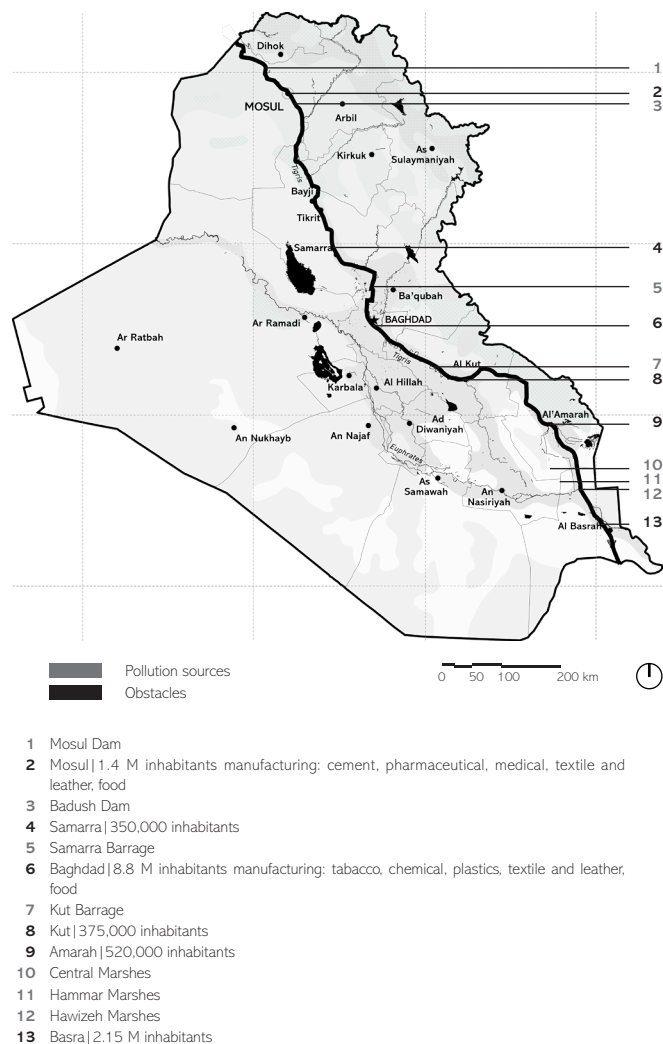 Dihok
1
MOSUL
2
3
Arbil
Kirkuk
As
Sulaymaniyah
Tigris
Bayji
Tikrit
Samarra
4
Ba'qubah
5
Ar Ramadi
BAGHDAD
6
Ar Ratbah
Tigris
Al Kut
7
8
Karbala
Al Hillah
Ad
Diwaniyah
Al'Amarah
9
An Nukhayb
An Najaf
Euphrates
10
11
12
As
Samawah
An
Nasiriyah
Al Basrah
13
Pollution sources
Obstacles
0 50 100 200 km
1 Mosul Dam
2 Mosul|1.4 M inhabitants manufacturing: cement, pharmaceutical, medical, textile and
leather, food
3 Badush Dam
4 Samarra|350,000 inhabitants
5 Samarra Barrage
6 Baghdad|8.8 M inhabitants manufacturing: tabacco, chemical, plastics, textile and leather,
food
7 Kut Barrage
8 Kut|375,000 inhabitants
9 Amarah|520,000 inhabitants
10 Central Marshes
11 Hammar Marshes
12 Hawizeh Marshes
13 Basra|2.15 M inhabitants